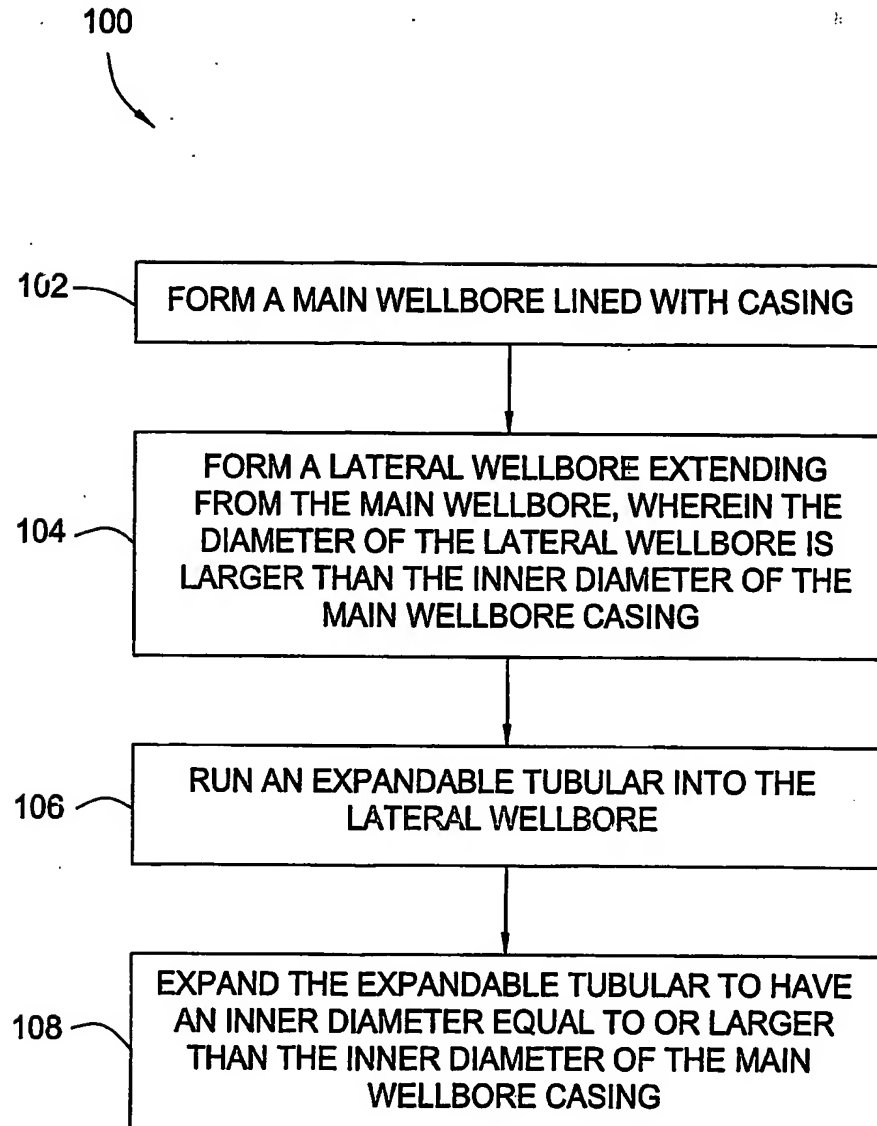 100
102
FORM A MAIN WELLBORE LINED WITH CASING
104
FORM A LATERAL WELLBORE EXTENDING
FROM THE MAIN WELLBORE, WHEREIN THE
DIAMETER OF THE LATERAL WELLBORE IS
LARGER THAN THE INNER DIAMETER OF THE
MAIN WELLBORE CASING
106
RUN AN EXPANDABLE TUBULAR INTO THE
LATERAL WELLBORE
108
EXPAND THE EXPANDABLE TUBULAR TO HAVE
AN INNER DIAMETER EQUAL TO OR LARGER
THAN THE INNER DIAMETER OF THE MAIN
WELLBORE CASING